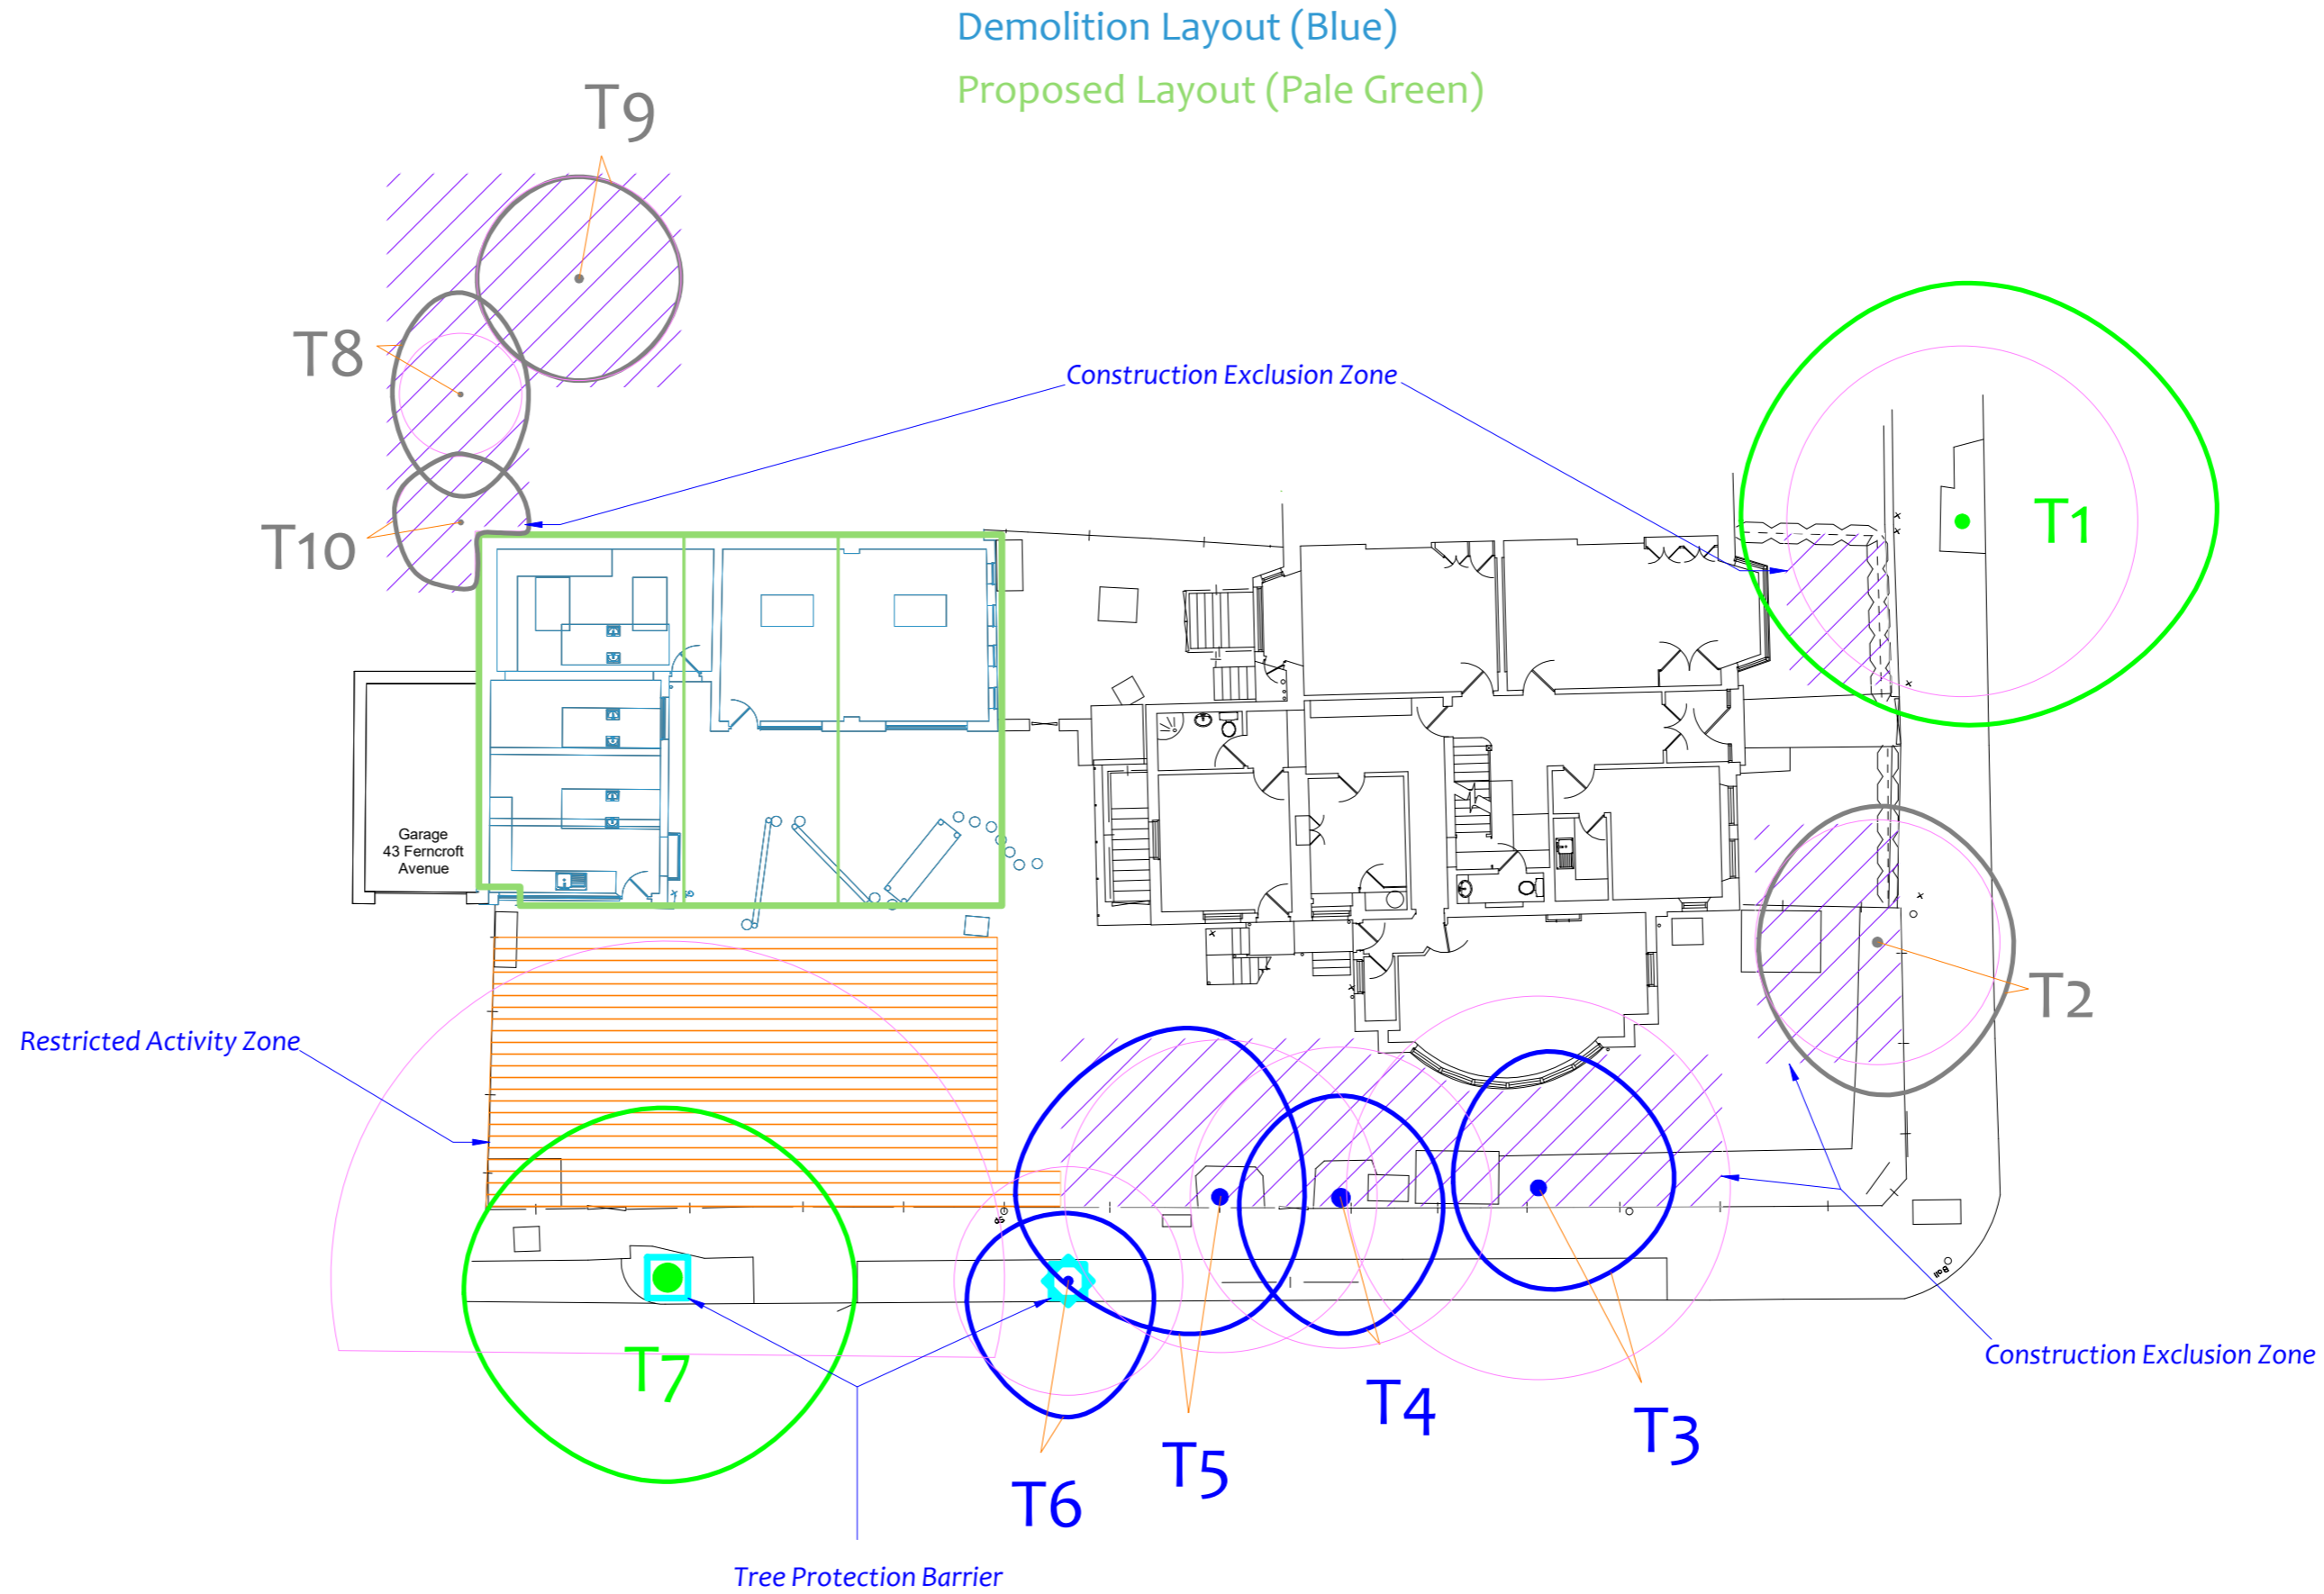 Demolition Layout (Blue)
Proposed Layout (Pale Green)
T9
T8
Construction Exclusion Zone
T1
T10
Garage
43 Ferncroft
Avenue
T2
Restricted Activity Zone
Construction Exclusion Zone
T7
T4
T3
T5
T6
Tree Protection Barrier
Boll